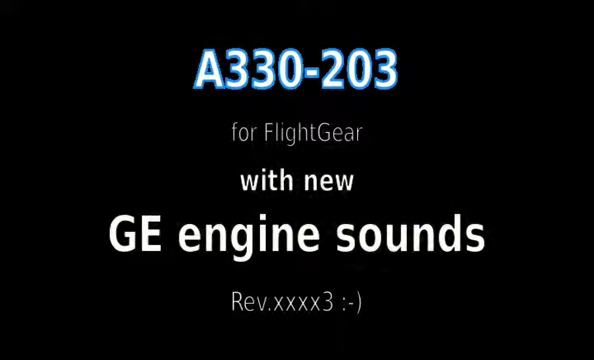 A330-203
for FlightGear
with new
GE engine sounds
Rev.xxxx3 :-)